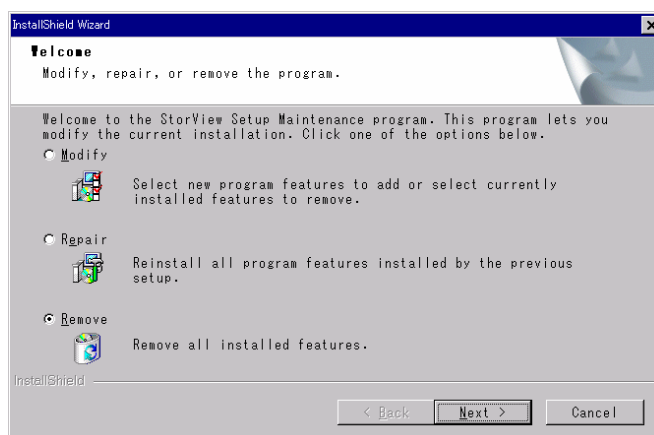 InstallShield Wizard
Welcome
Modify, repair, or remove the program.
Welcome to the StorView Setup Maintenance program. This program lets you
modify the current installation. Click one of the options below.
Modify
Select new program features to add or select currently
installed features to remove.
Repair
Reinstall all program features installed by the previous
setup.
Remove
Remove all installed features.
InstallShield
< Back Next > Cancel